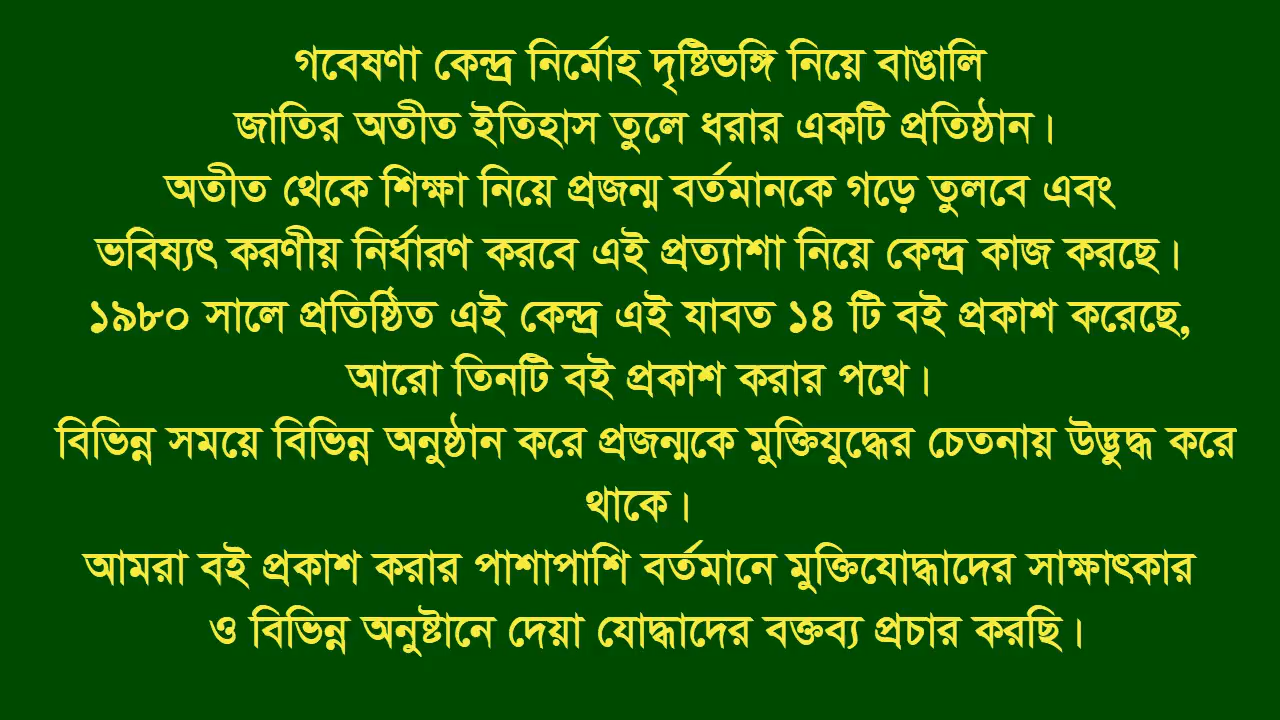 গবেষণা কেন্দ্র নির্মোহ দৃষ্টিভঙ্গি নিয়ে বাঙালি
জাতির অতীত ইতিহাস তুলে ধরার একটি প্রতিষ্ঠান।
অতীত থেকে শিক্ষা নিয়ে প্রজন্ম বর্তমানকে গড়ে তুলবে এবং
ভবিষ্যৎ করণীয় নির্ধারণ করবে এই প্রত্যাশা নিয়ে কেন্দ্র কাজ করছে।
১৯৮০ সালে প্রতিষ্ঠিত এই কেন্দ্র এই যাবত ১৪ টি বই প্রকাশ করেছে,
আরো তিনটি বই প্রকাশ করার পথে।
বিভিন্ন সময়ে বিভিন্ন অনুষ্ঠান করে প্রজন্মকে মুক্তিযুদ্ধের চেতনায় উদ্ভুদ্ধ করে
থাকে।
আমরা বই প্রকাশ করার পাশাপাশি বর্তমানে মুক্তিযোদ্ধাদের সাক্ষাৎকার
ও বিভিন্ন অনুষ্টানে দেয়া যোদ্ধাদের বক্তব্য প্রচার করছি।